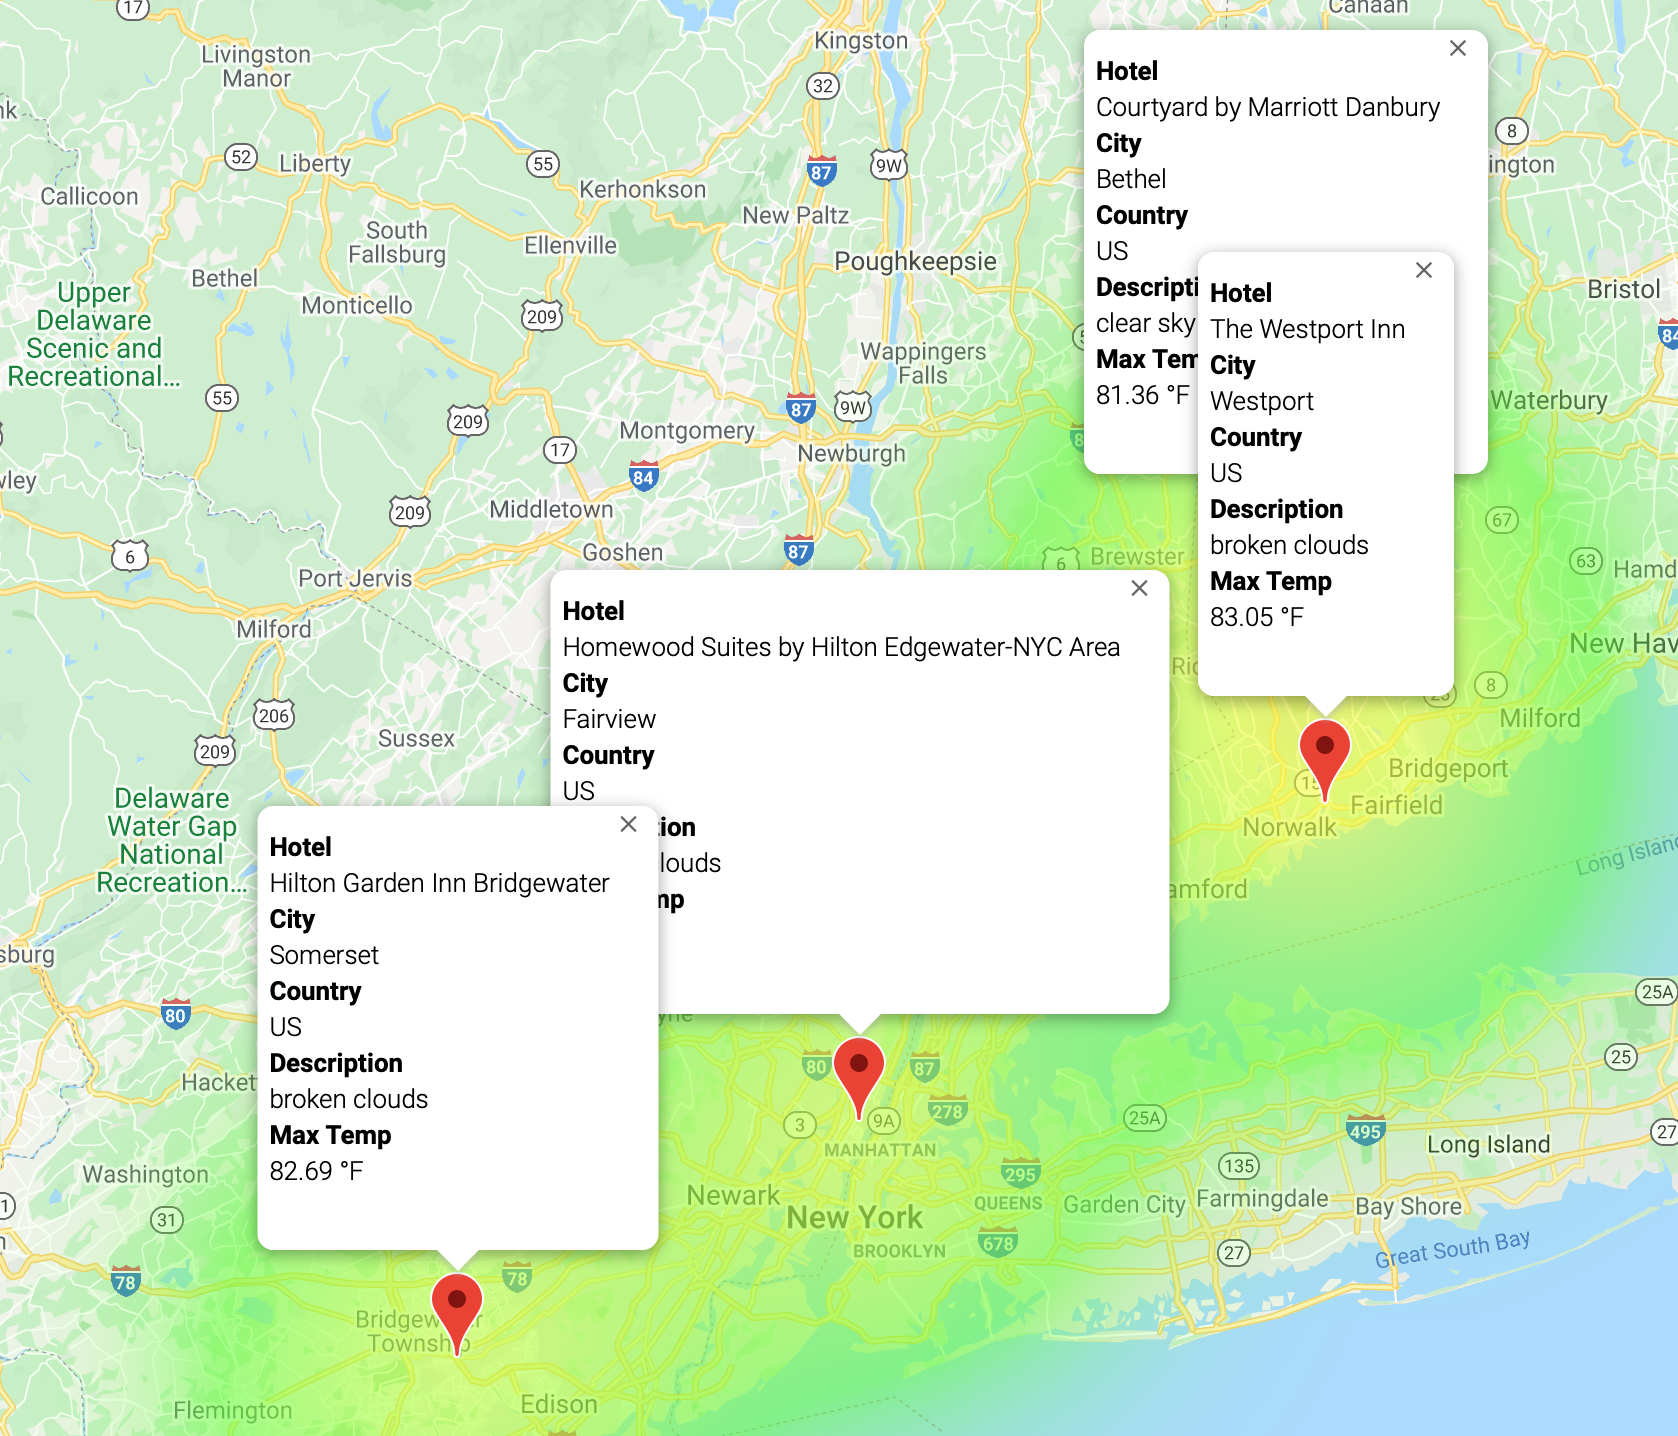 17
Canaan
Livingston
Manor
Kingston
32
52
Liberty
55
87
9W
8
Callicoon
Kerhonkson
New Paltz
South
Fallsburg
Ellenville
Poughkeepsie
Bethel
Monticello
Upper
Delaware
Scenic and
Recreational...
209
Bristol
Wappingers
Falls
55
209
87
9W
84
Waterbury
Montgomery
17
Newburgh
84
Middletown
209
67
6
Goshen
87
6
Brewster
63
Port Jervis
Milford
206
209
Sussex
8
Milford
Delaware
Water Gap
National
Recreation...
Bridgeport
Fairfield
Norwalk
Long Island
80
25A
80
87
25
3
9A
278
25A
495
27
MANHATTAN
Long Island
Washington
295
135
Newark
QUEENS
Garden City
Farmingdale
Bay Shore
31
New York
BROOKLYN
678
27
Great South Bay
78
78
Township
Flemington
Edison
Hotel
Courtyard by Marriott Danbury
City
Bethel
Country
US
Descripti
clear sky
Max Tem
81.36 °F
Hotel
The Westport Inn
City
Westport
Country
US
Description
broken clouds
Max Temp
83.05 °F
Hotel
Homewood Suites by Hilton Edgewater-NYC Area
City
Fairview
Country
US
tion
louds
mp
Hotel
Hilton Garden Inn Bridgewater
City
Somerset
Country
US
Description
broken clouds
Max Temp
82.69 °F